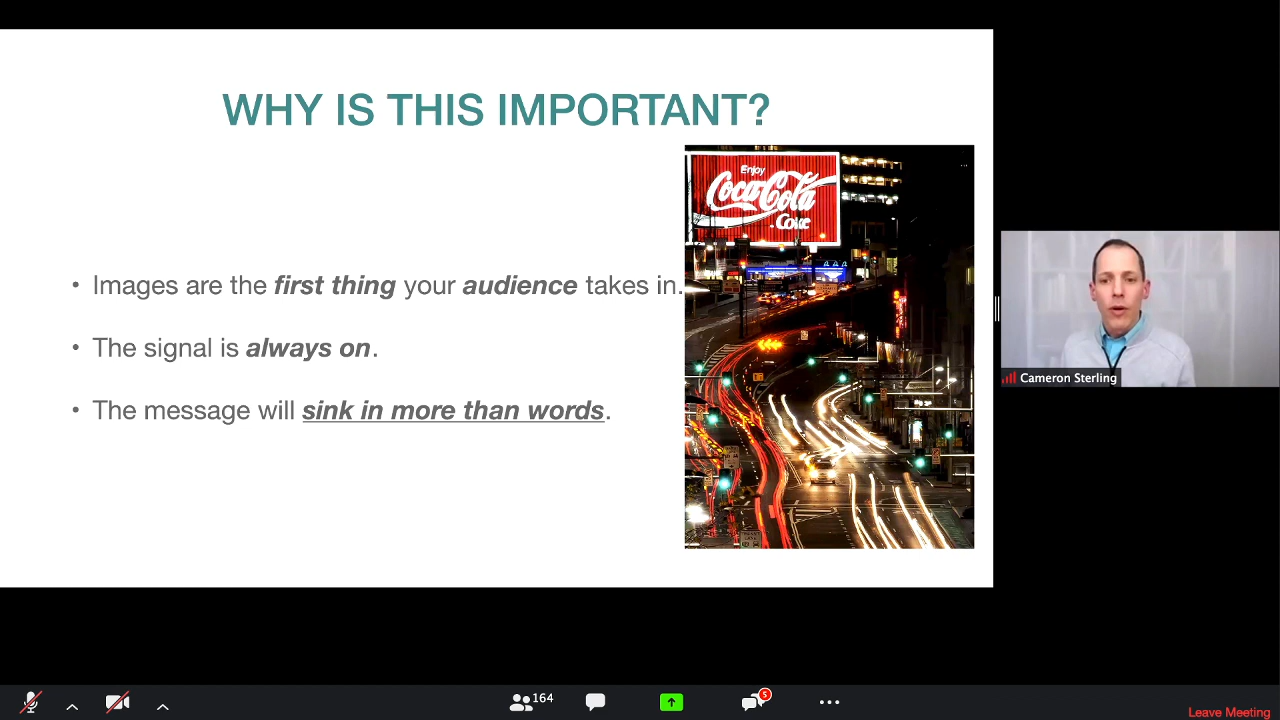 WHY IS THIS IMPORTANT?
Enjoy
Coca-Cola
Coke
• Images are the first thing your audience takes in.
• The signal is always on.
• The message will sink in more than words.
Cameron Sterling
164
5
Leave Meeting